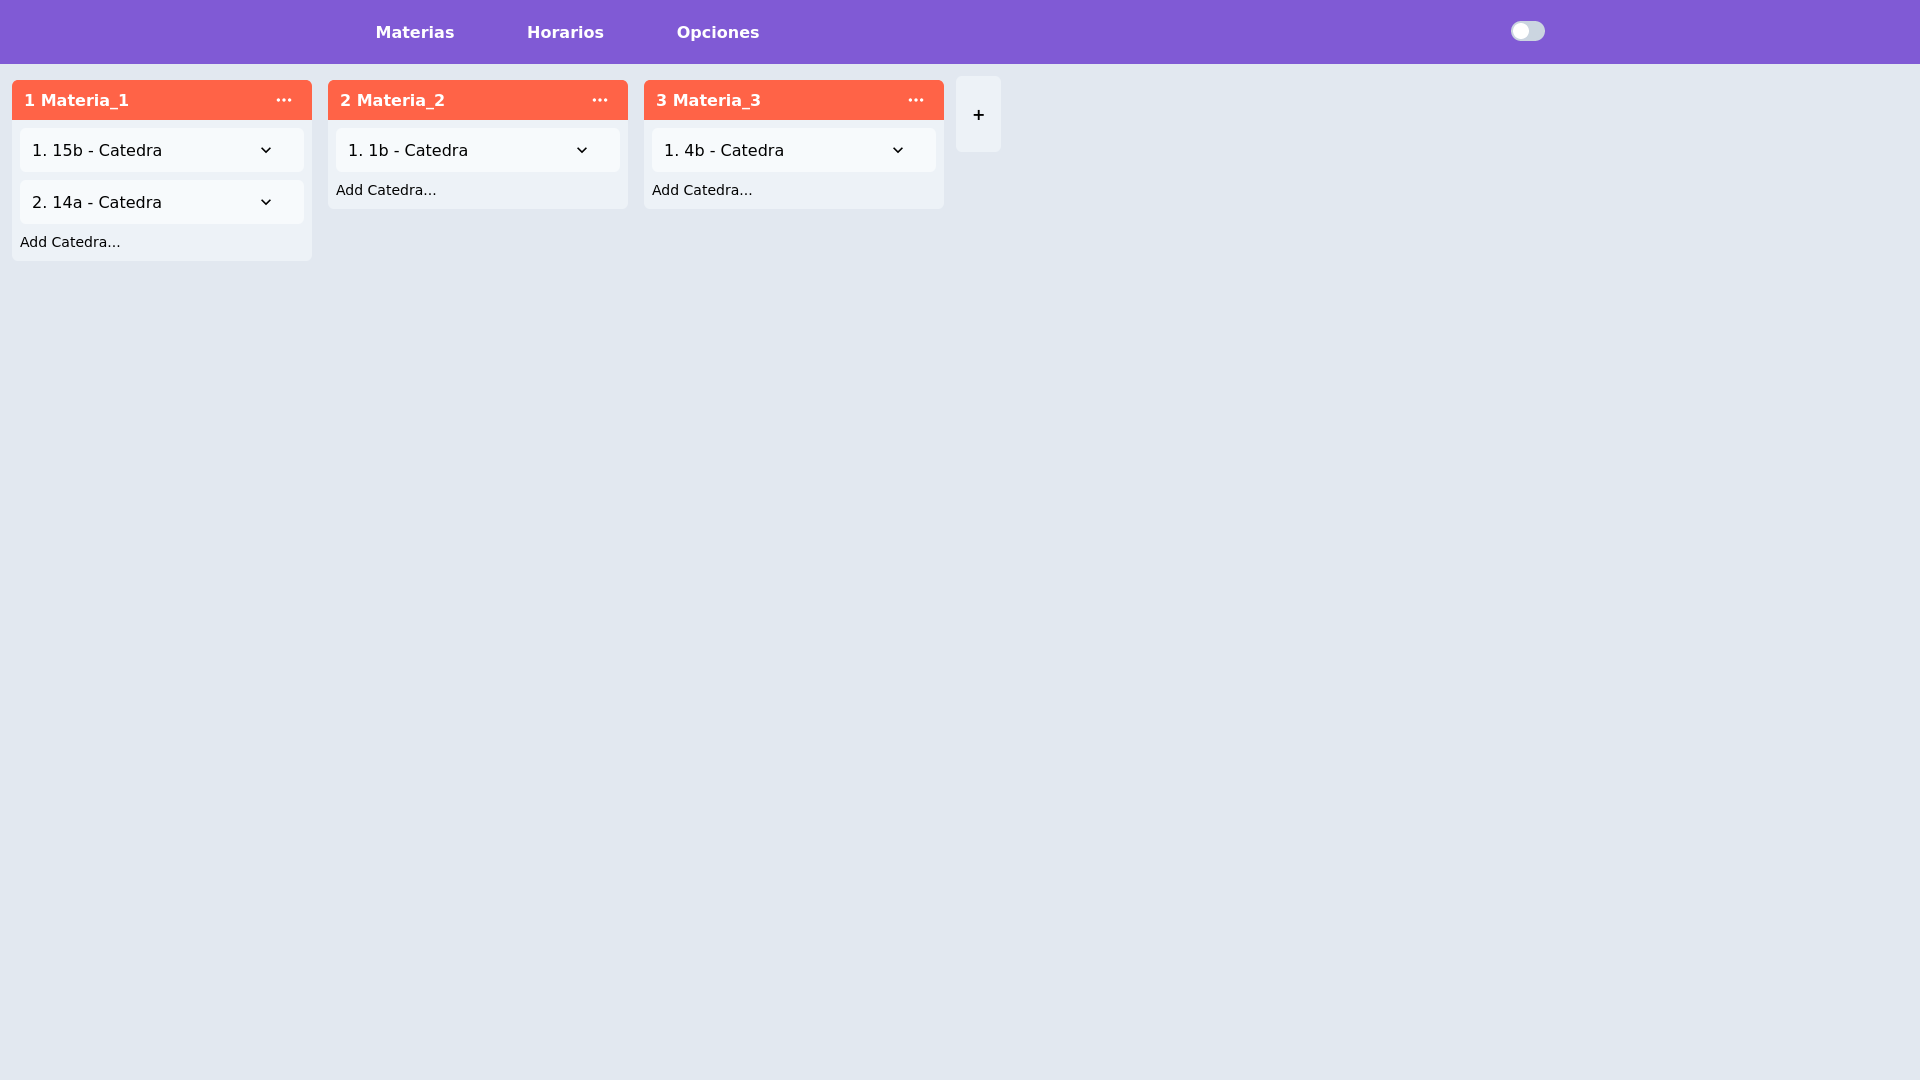 Materias Horarios Opciones
1 Materia_1
1. 15b - Catedra
2. 14a - Catedra
Add Catedra...
2 Materia_2
1. 1b - Catedra
Add Catedra...
3 Materia_3
1. 4b - Catedra
Add Catedra...
+